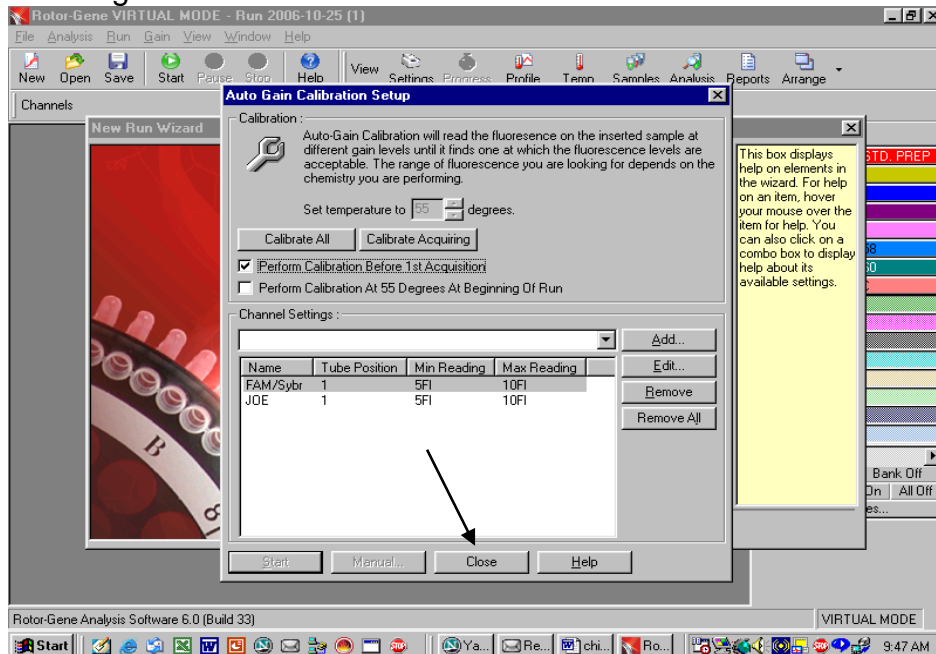 Rotor-Gene VIRTUAL MODE - Run 2006-10-25 (1)
File Analysis Run Gain View Window Help
New Open Save Start Pause Stop Help View Settings Progress Profile Temp Samples Analysis Reports Arrange
Channels
New Run Wizard
Auto Gain Calibration Setup
Calibration :
Auto-Gain Calibration will read the fluoresence on the inserted sample at
different gain levels until it finds one at which the fluorescence levels are
acceptable. The range of fluorescence you are looking for depends on the
chemistry you are performing.
Set temperature to 55 degrees.
Calibrate All Calibrate Acquiring
Perform Calibration Before 1st Acquisition
Perform Calibration At 55 Degrees At Beginning Of Run
Channel Settings :
Add...
Name Tube Position Min Reading Max Reading
Edit...
FAM/Sybr 1 5Fl 10Fl
JOE 1 5Fl 10Fl
Remove
Remove All
Start Manual... Close Help
This box displays
help on elements in
the wizard. For help
on an item, hover
your mouse over the
item for help. You
can also click on a
combo box to display
help about its
available settings.
STD. PREP
Bank Off
On All Off
B
Rotor-Gene Analysis Software 6.0 (Build 33)
VIRTUAL MODE
Start Ya... Re... chi... Ro... 9:47 AM